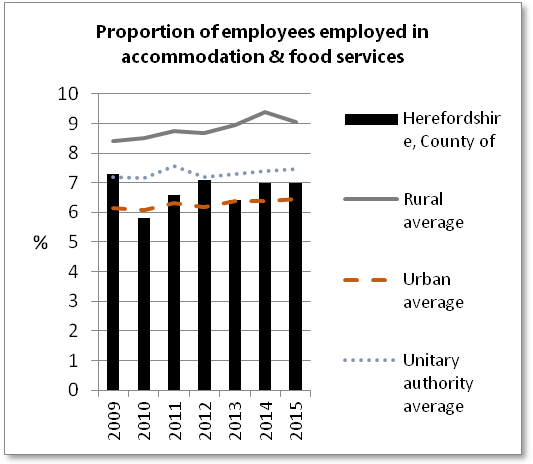 Proportion of employees employed in
accommodation & food services
10
9
8
7
6
5
4
3
2
1
0
%
2009
2010
2011
2012
2013
2014
2015
Herefordshir
e, County of
Rural
average
Urban
average
Unitary
authority
average